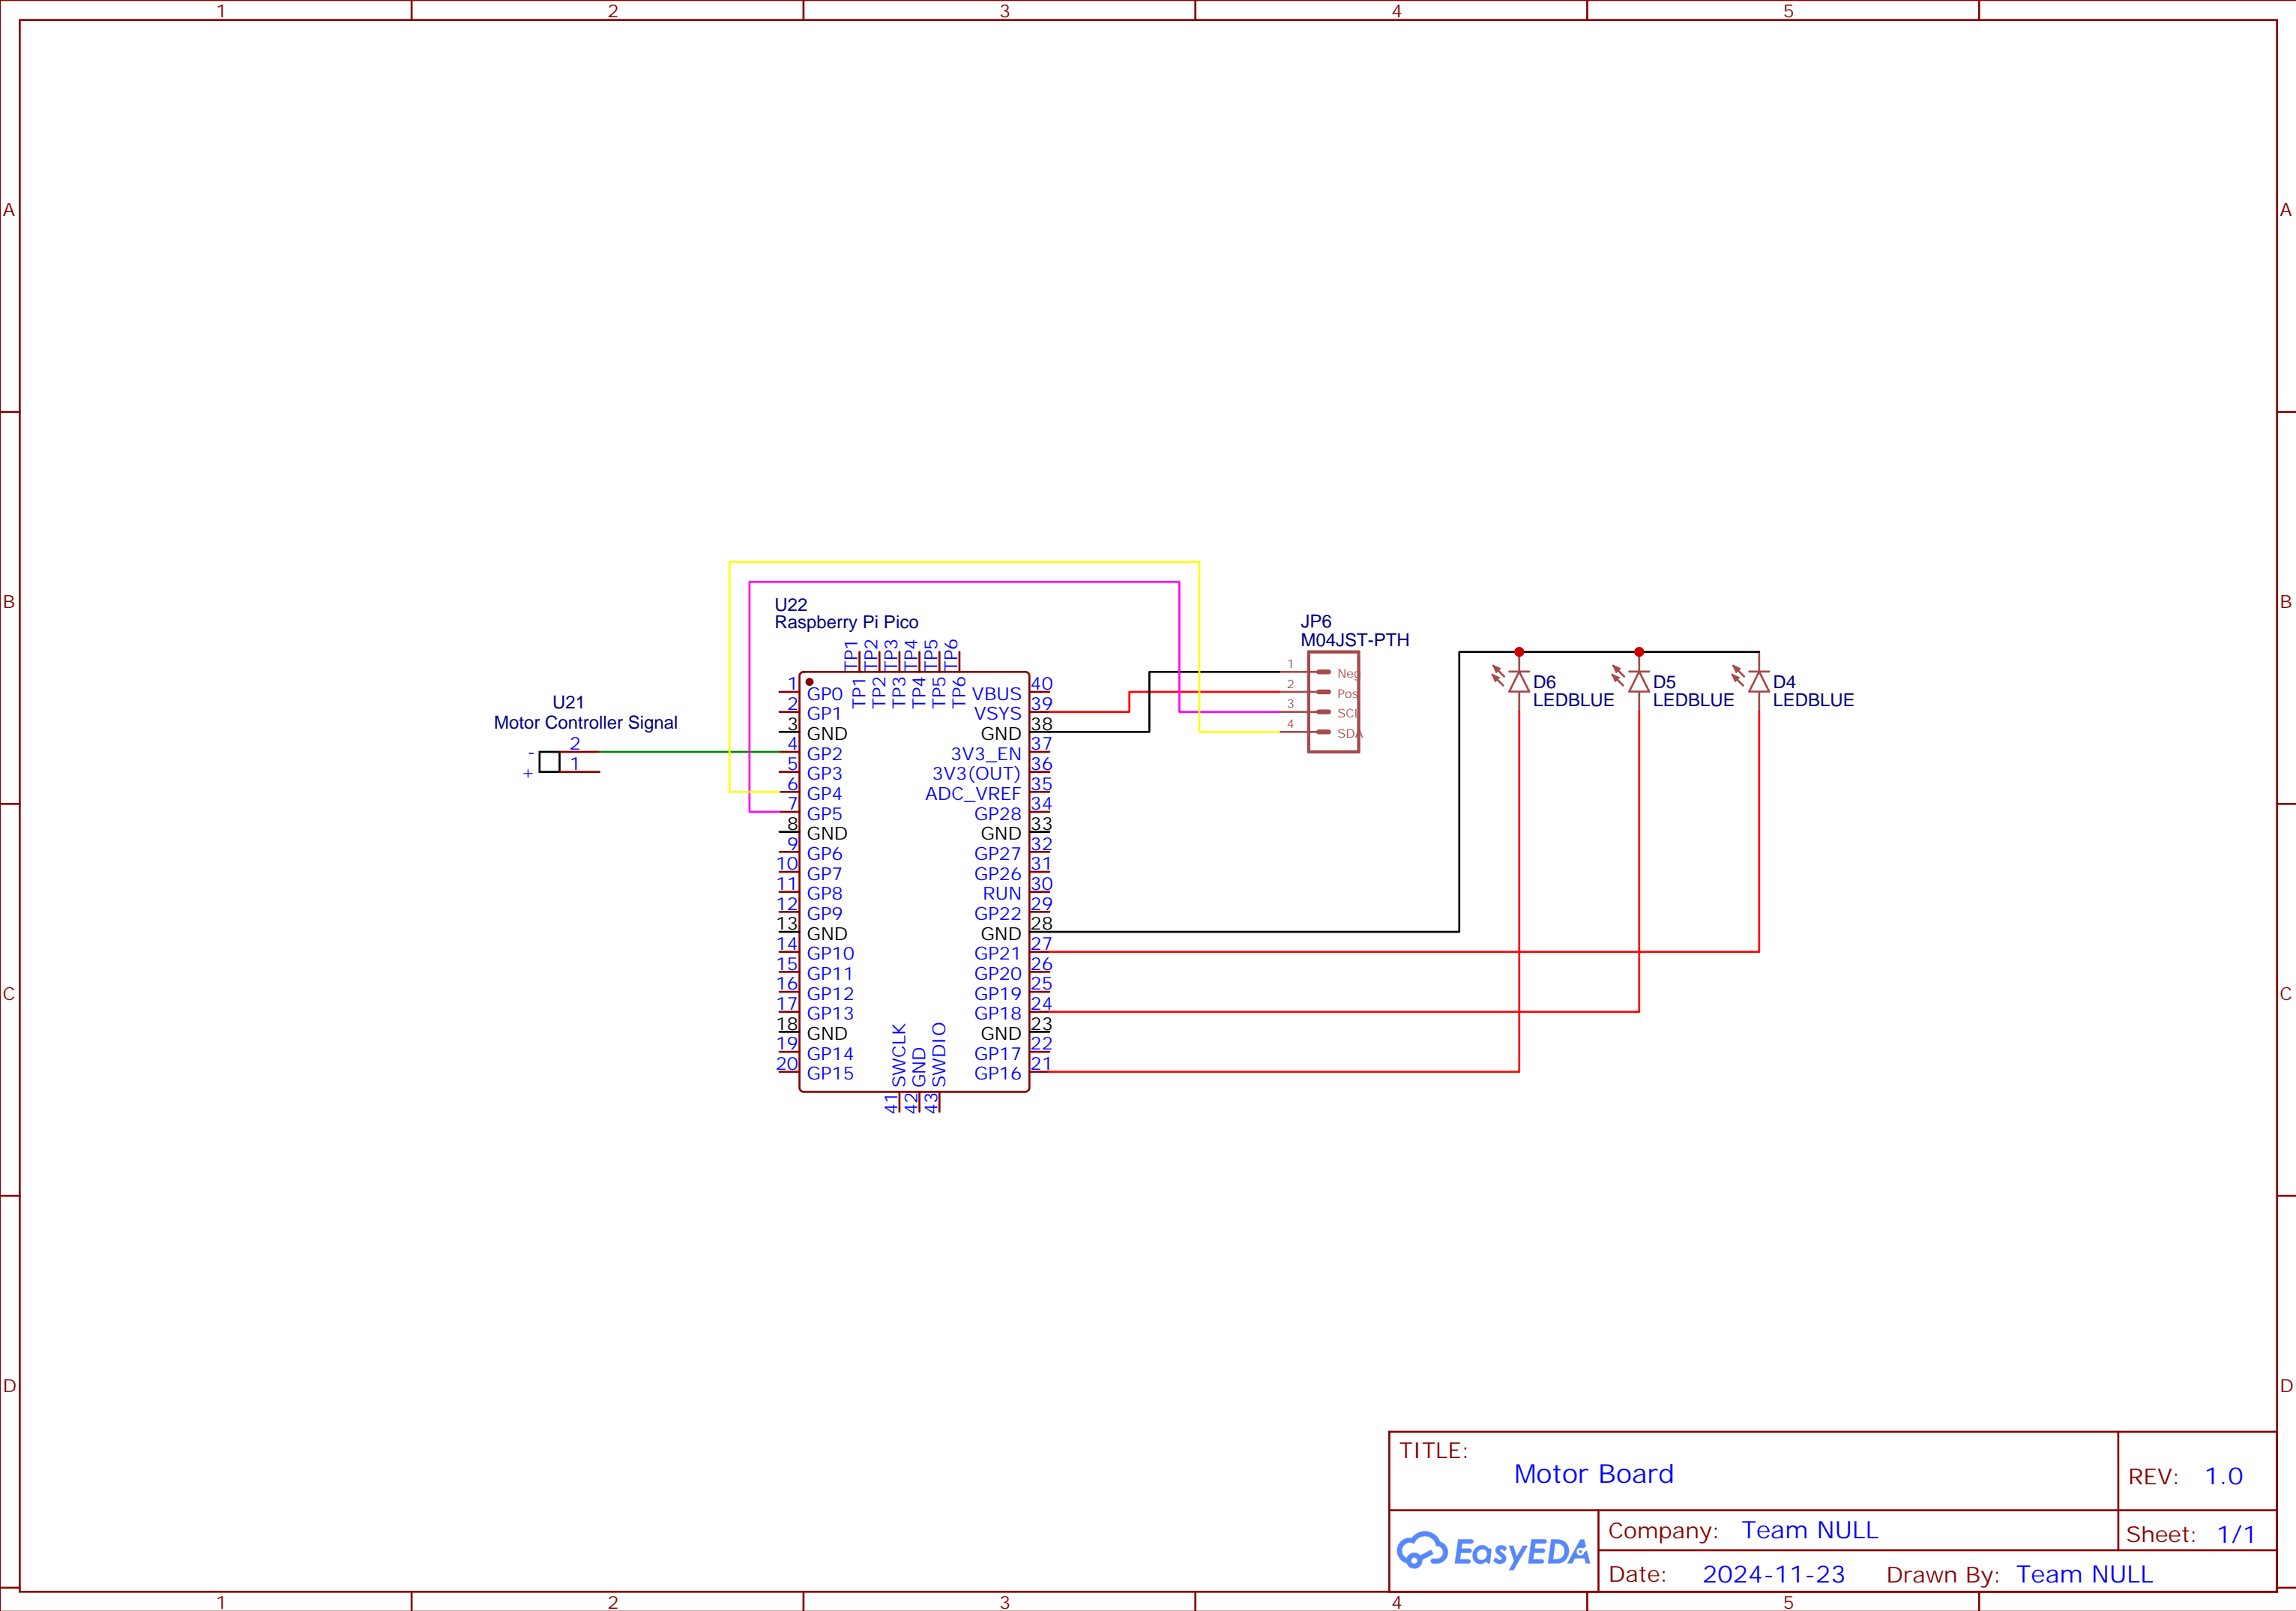 1 2 3 4 5
A A
B B
C C
D D
U22
Raspberry Pi Pico
TP1 TP2 TP3 TP4 TP5 TP6
TP1 TP2 TP3 TP4 TP5 TP6
1 GP0 VBUS 40
2 GP1 VSYS 39
3 GND GND 38
4 GP2 3V3_EN 37
5 GP3 3V3(OUT) 36
6 GP4 ADC_VREF 35
7 GP5 GP28 34
8 GND GND 33
9 GP6 GP27 32
10 GP7 GP26 31
11 GP8 RUN 30
12 GP9 GP22 29
13 GND GND 28
14 GP10 GP21 27
15 GP11 GP20 26
16 GP12 GP19 25
17 GP13 GP18 24
18 GND GND 23
19 GP14 GP17 22
20 GP15 GP16 21
SWCLK GND SWDIO
41 42 43
U21
Motor Controller Signal
- 2
+ 1
JP6
M04JST-PTH
1 Neg
2 Pos
3 SCL
4 SDA
D6
LEDBLUE
D5
LEDBLUE
D4
LEDBLUE
TITLE:
Motor Board
REV: 1.0
EasyEDA
Company: Team NULL
Sheet: 1/1
Date: 2024-11-23 Drawn By: Team NULL
1 2 3 4 5